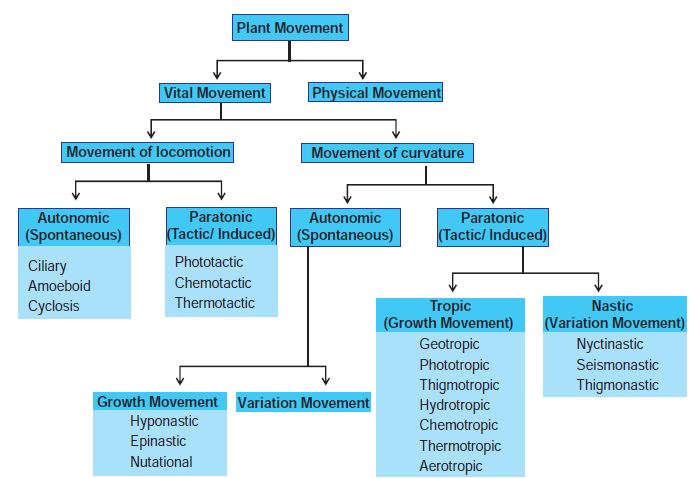 Plant Movement
Vital Movement
Physical Movement
Movement of locomotion
Movement of curvature
Autonomic
(Spontaneous)
Ciliary
Amoeboid
Cyclosis
Paratonic
(Tactic/ Induced)
Phototactic
Chemotactic
Thermotactic
Autonomic
(Spontaneous)
Paratonic
(Tactic/ Induced)
Growth Movement
Hyponastic
Epinastic
Nutational
Variation Movement
Tropic
(Growth Movement)
Geotropic
Phototropic
Thigmotropic
Hydrotropic
Chemotropic
Thermotropic
Aerotropic
Nastic
(Variation Movement)
Nyctinastic
Seismonastic
Thigmonastic